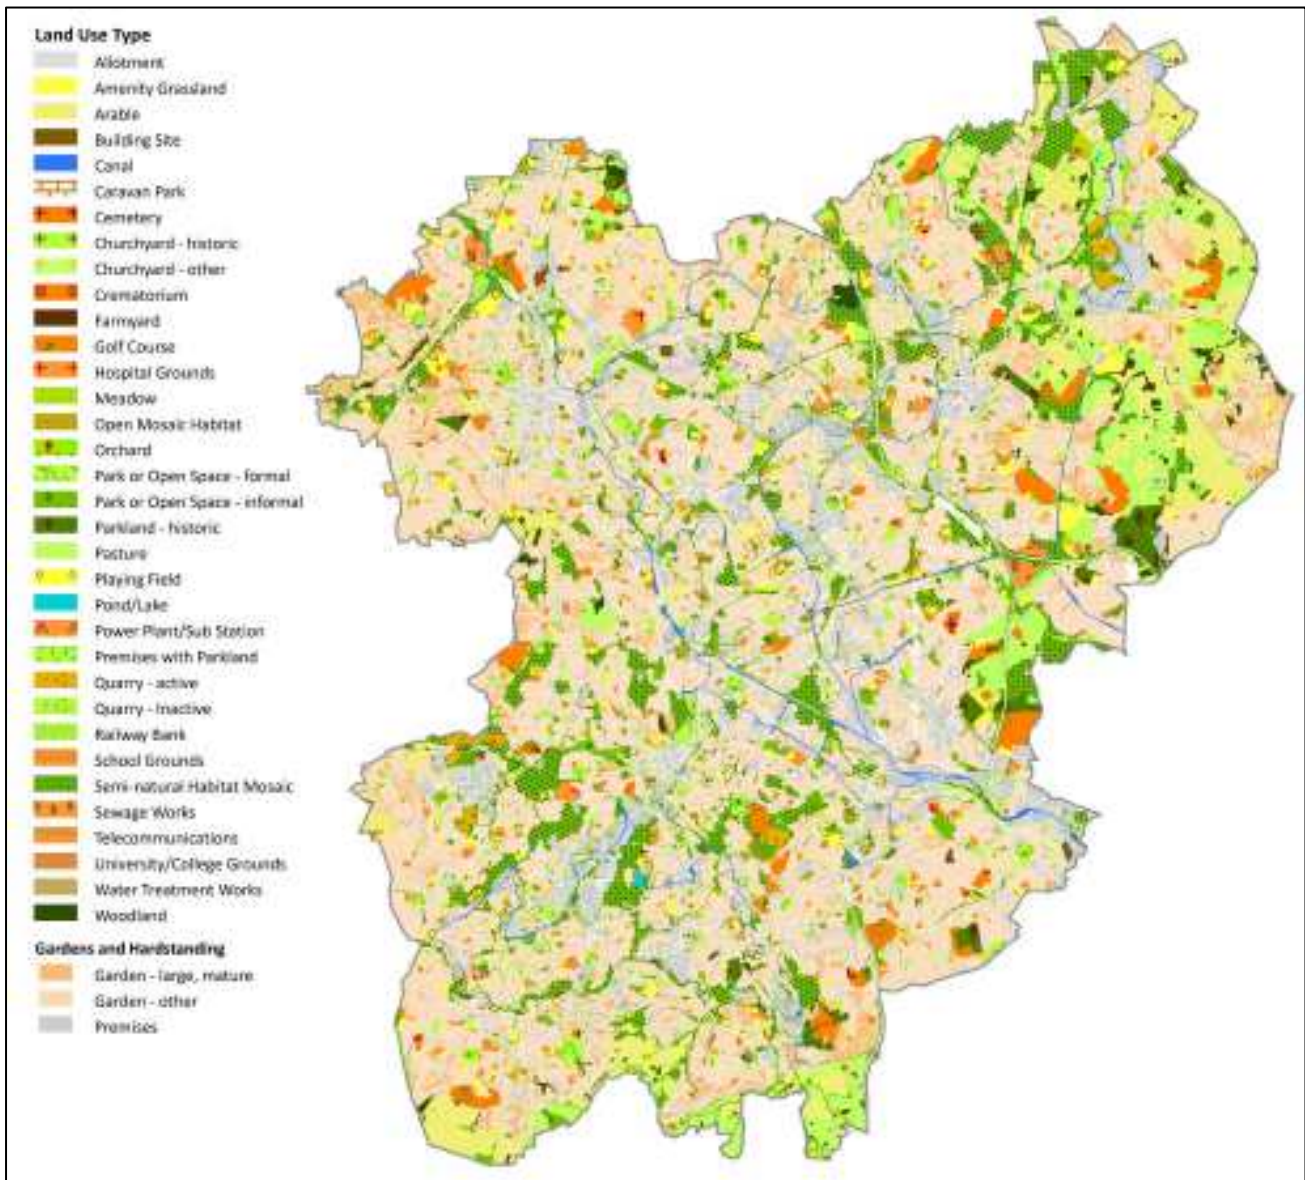 Land Use Type
Allotment
Amenity Grassland
Arable
Building Site
Canal
Caravan Park
Cemetery
Churchyard - historic
Churchyard - other
Crematorium
Farmyard
Golf Course
Hospital Grounds
Meadow
Open Mosaic Habitat
Orchard
Park or Open Space - formal
Park or Open Space - informal
Parkland - historic
Pasture
Playing Field
Pond/Lake
Power Plant/Sub Station
Premises with Parkland
Quarry - active
Quarry - Inactive
Railway Bank
School Grounds
Semi-natural Habitat Mosaic
Sewage Works
Telecommunications
University/College Grounds
Water Treatment Works
Woodland
Gardens and Hardstanding
Garden - large, mature
Garden - other
Premises